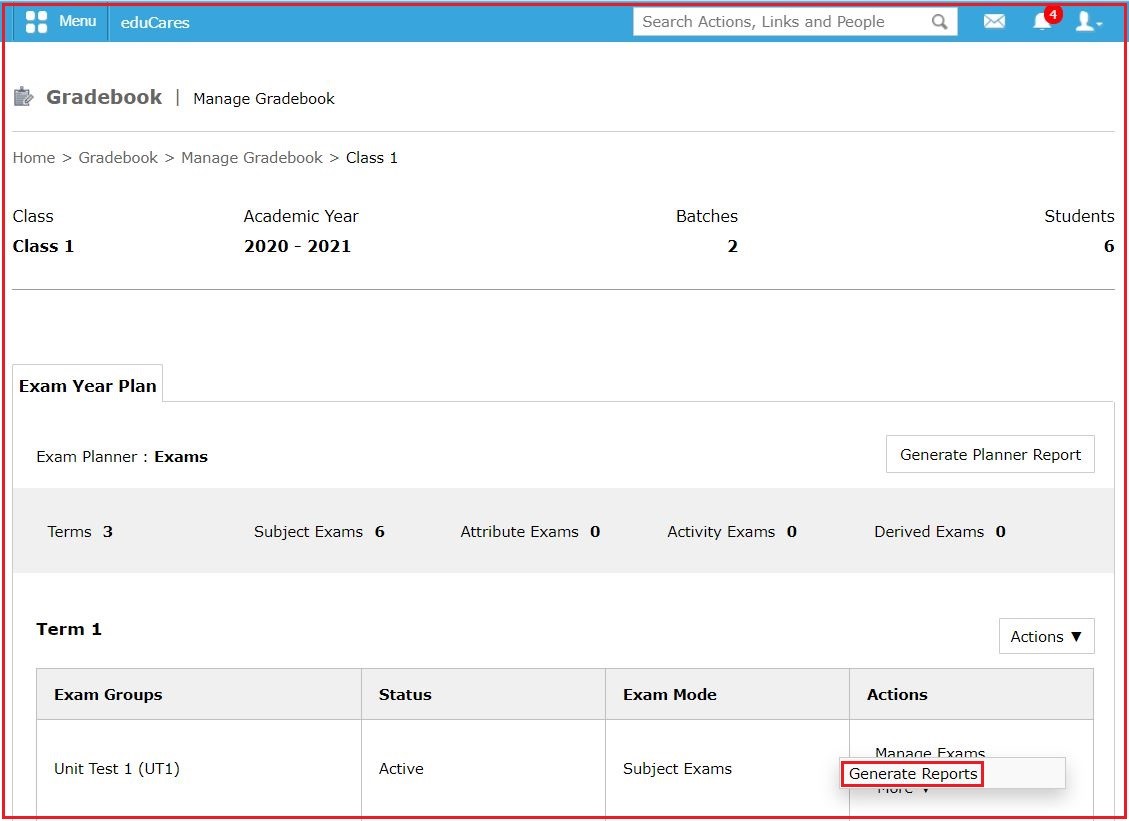 Menu educares Search Actions, Links and People 4
Gradebook | Manage Gradebook
Home > Gradebook > Manage Gradebook > Class 1
Class Academic Year Batches Students
Class 1 2020 - 2021 2 6
Exam Year Plan
Exam Planner : Exams Generate Planner Report
Terms 3 Subject Exams 6 Attribute Exams 0 Activity Exams 0 Derived Exams 0
Term 1 Actions ▼
Exam Groups Status Exam Mode Actions
Manage Exams
Unit Test 1 (UT1) Active Subject Exams Generate Reports
More ▼